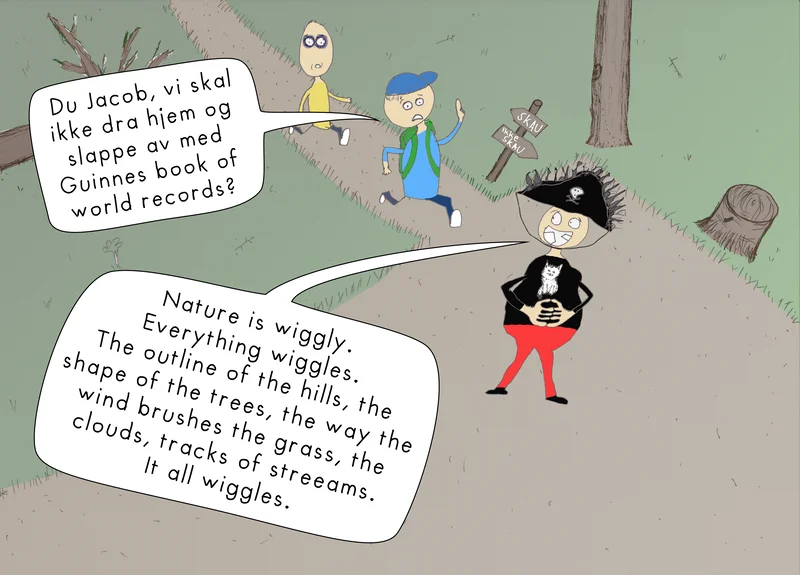 Du Jacob, vi skal
ikke dra hjem og
slappe av med
Guinnes book of
world records?
SKAU
IKKE
SKAU
Nature is wiggly.
Everything wiggles.
The outline of the hills, the
shape of the trees, the way the
wind brushes the grass, the
clouds, tracks of streeams.
It all wiggles.